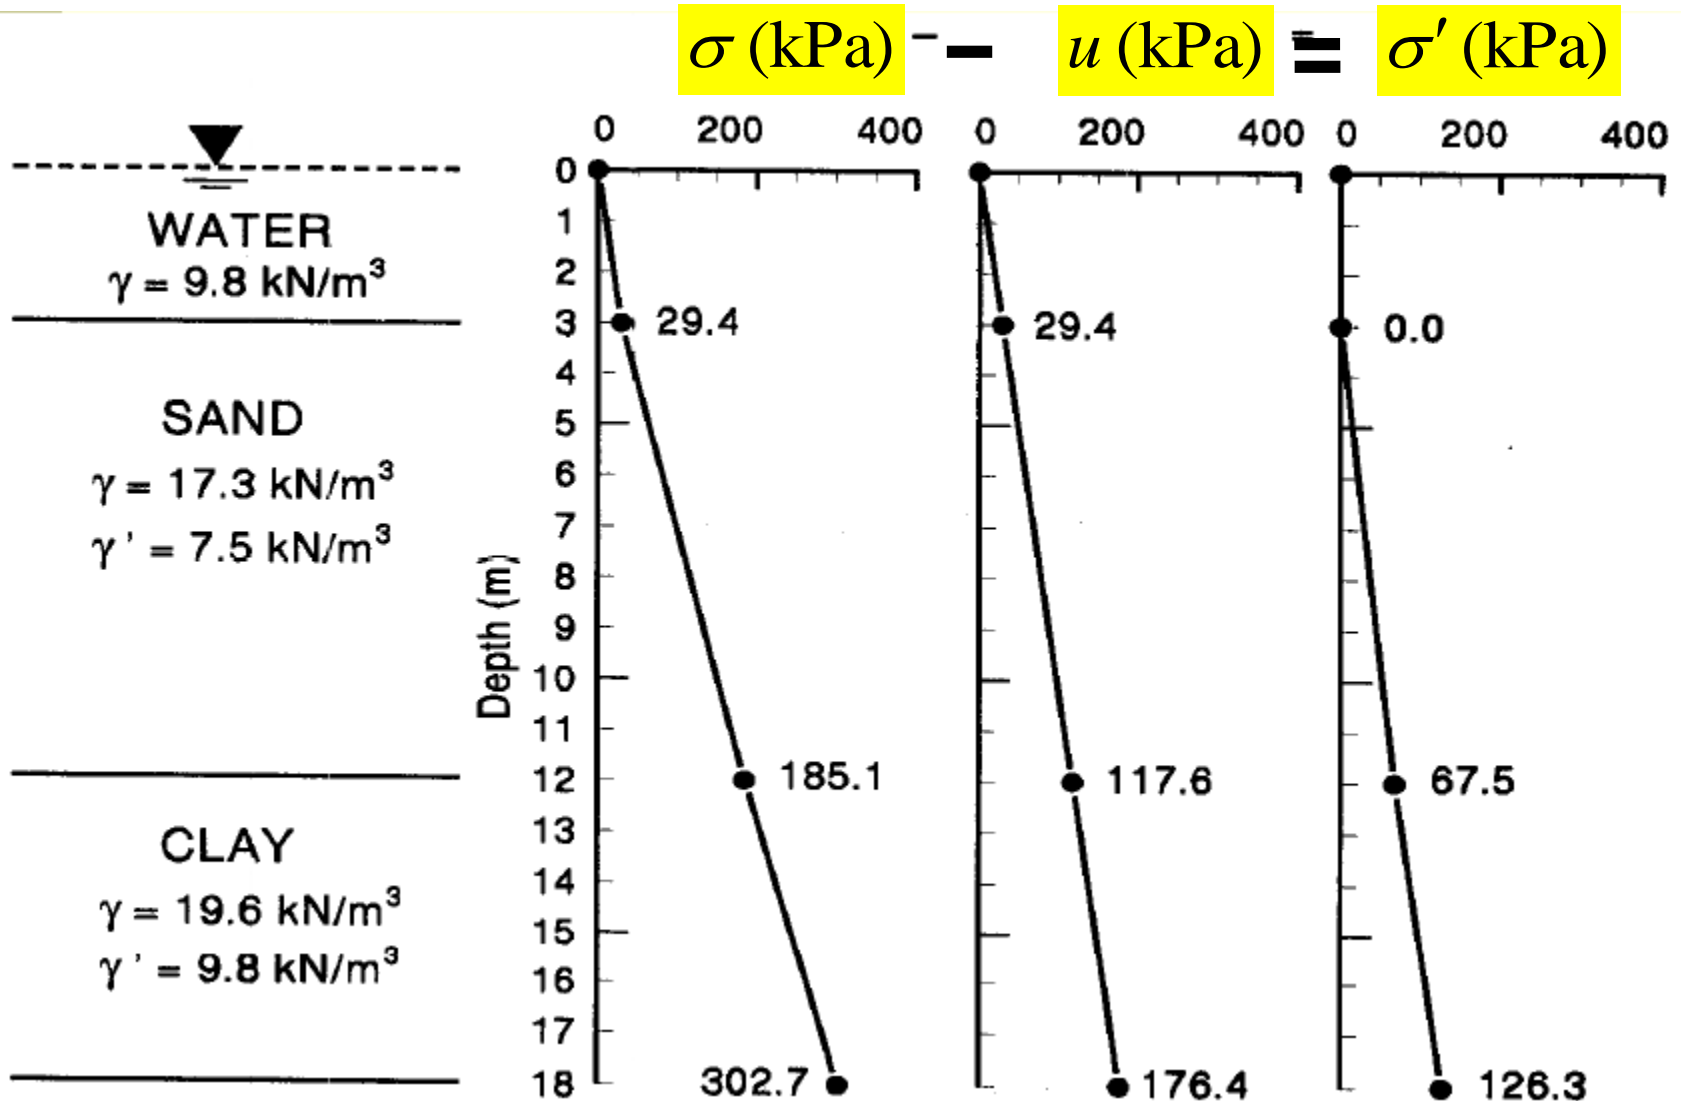 σ (kPa) − u (kPa) = σ′ (kPa)
0 200 400 0 200 400 0 200 400
0
WATER
γ = 9.8 kN/m³
1
2
3 29.4 29.4 0.0
SAND
γ = 17.3 kN/m³
γ' = 7.5 kN/m³
Depth (m)
4
5
6
7
8
9
10
11
12 185.1 117.6 67.5
CLAY
γ = 19.6 kN/m³
γ' = 9.8 kN/m³
13
14
15
16
17
18 302.7 176.4 126.3